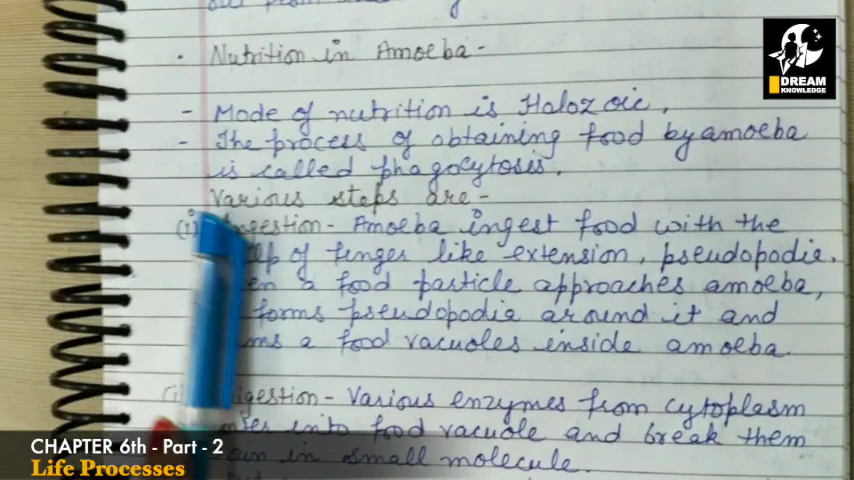 · Nutrition in Amoeba -
- Mode of nutrition is Halozoic.
- The process of obtaining food by amoeba
is called phagocytosis.
Various steps are -
(i) Ingestion - Amoeba ingest food with the
of finger like extension, pseudopodia.
a food particle approaches amoeba,
forms pseudopodia around it and
a food vacuoles inside amoeba.
Digestion - Various enzymes from cytoplasm
into food vacuole and break them
in small molecule.
DREAM
KNOWLEDGE
CHAPTER 6th - Part - 2
Life Processes